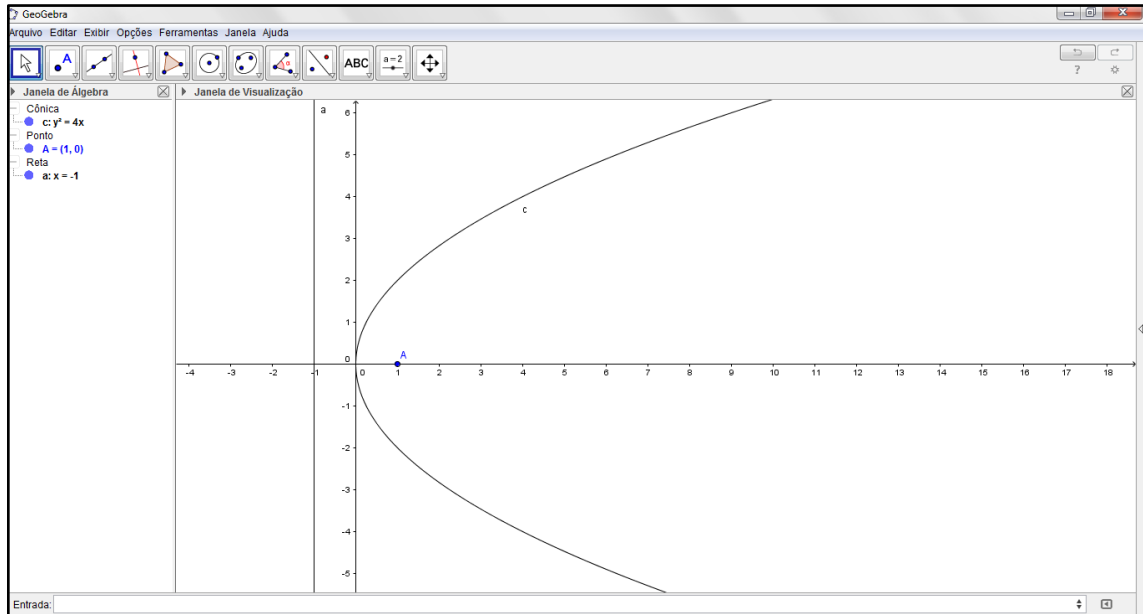 GeoGebra
Arquivo Editar Exibir Opções Ferramentas Janela Ajuda
A
α
ABC
a=2
?
Janela de Álgebra
Janela de Visualização
Cônica
c: y² = 4x
Ponto
A = (1, 0)
Reta
a: x = -1
a
6
5
4
c
3
2
1
0
A
-4 -3 -2 -1 0 1 2 3 4 5 6 7 8 9 10 11 12 13 14 15 16 17 18
-1
-2
-3
-4
-5
Entrada: